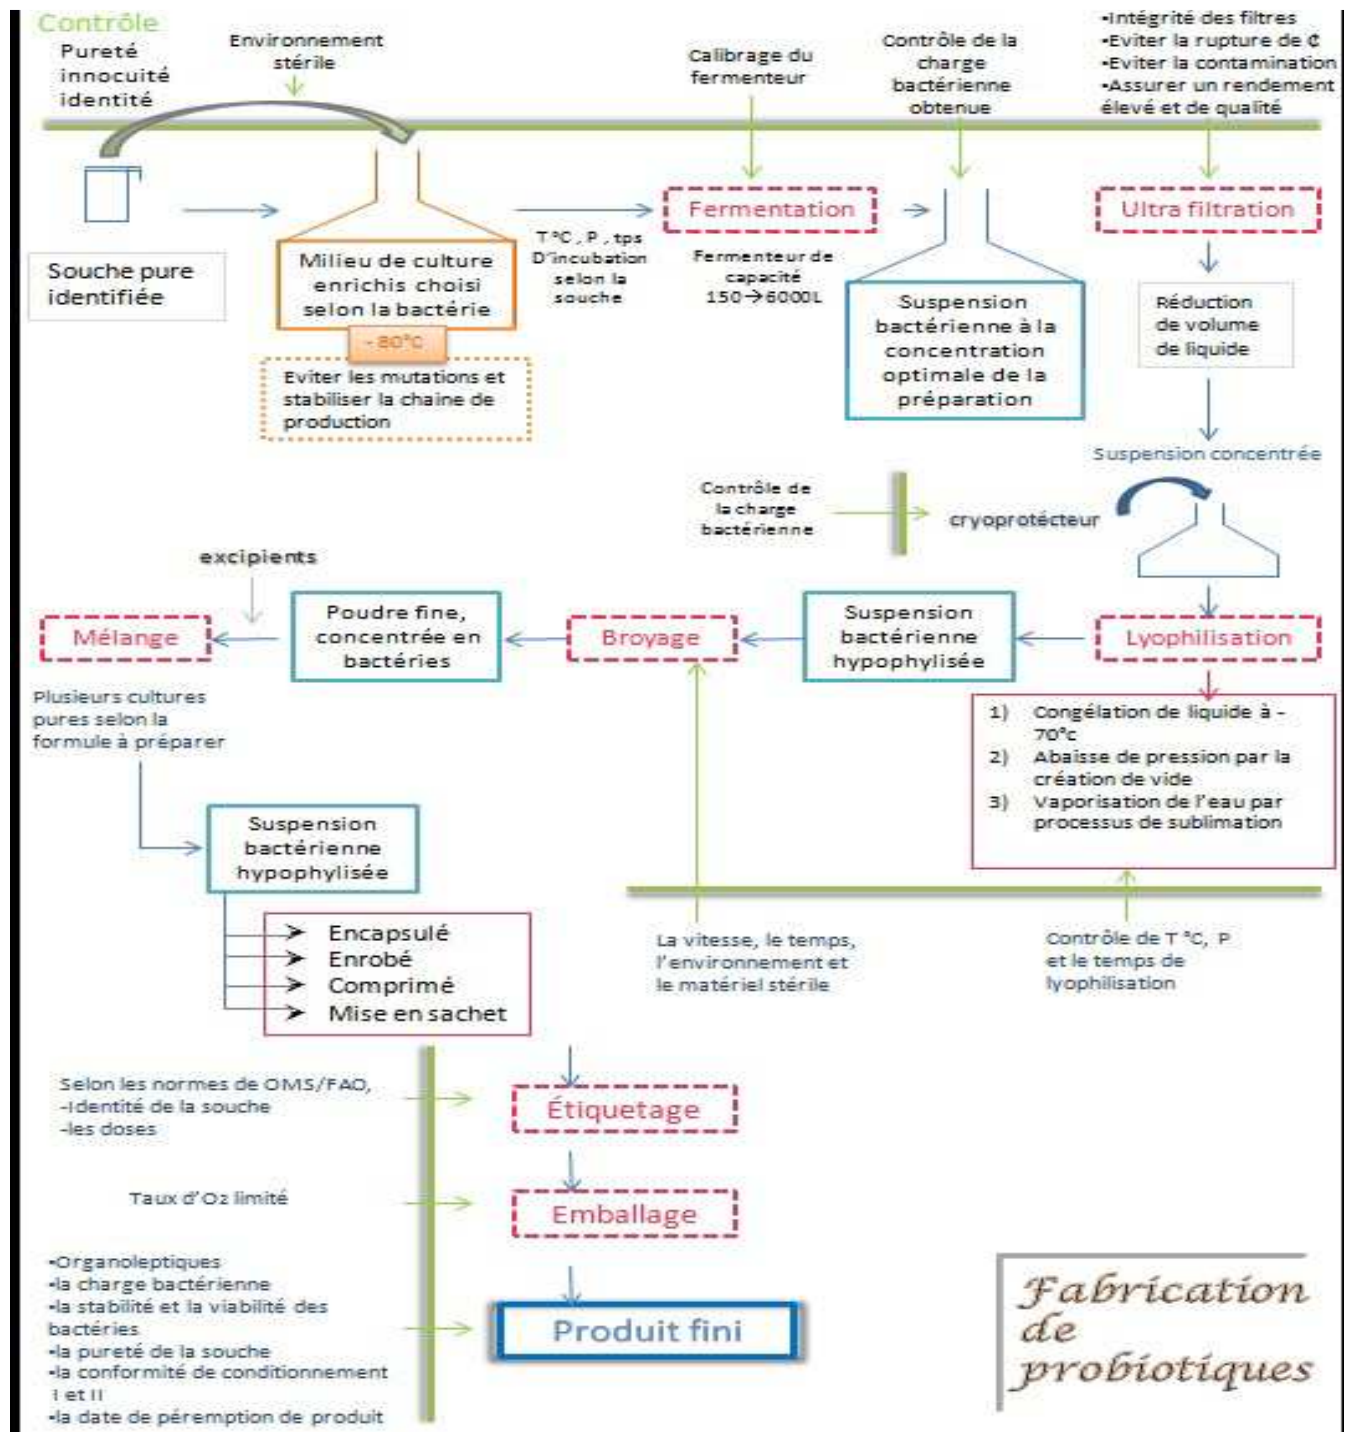 Contrôle
Pureté
innocuité
identité
Environnement
stérile
Calibrage du
fermenteur
Contrôle de la
charge
bactérienne
obtenue
•Intégrité des filtres
•Eviter la rupture de ₵
•Eviter la contamination
•Assurer un rendement
élevé et de qualité
Souche pure
identifiée
Milieu de culture
enrichis choisi
selon la bactérie
- 80°C
Eviter les mutations et
stabiliser la chaine de
production
T°C , P , tps
D'incubation
selon la
souche
Fermentation
Fermenteur de
capacité
150→6000L
Suspension
bactérienne à la
concentration
optimale de la
préparation
Ultra filtration
Réduction
de volume
de liquide
Suspension concentrée
Contrôle de
la charge
bactérienne
cryoprotécteur
excipients
Mélange
Poudre fine,
concentrée en
bactéries
Broyage
Suspension
bactérienne
hypophylisée
Lyophilisation
1) Congélation de liquide à -
70°c
2) Abaisse de pression par la
création de vide
3) Vaporisation de l'eau par
processus de sublimation
Plusieurs cultures
pures selon la
formule à préparer
Suspension
bactérienne
hypophylisée
➢ Encapsulé
➢ Enrobé
➢ Comprimé
➢ Mise en sachet
La vitesse, le temps,
l'environnement et
le matériel stérile
Contrôle de T °C, P
et le temps de
lyophilisation
Selon les normes de OMS/FAO,
-Identité de la souche
-les doses
Étiquetage
Taux d'O2 limité
Emballage
•Organoleptiques
•la charge bactérienne
•la stabilité et la viabilité des
bactéries
•la pureté de la souche
•la conformité de conditionnement
I et II
•la date de péremption de produit
Produit fini
Fabrication
de
probiotiques